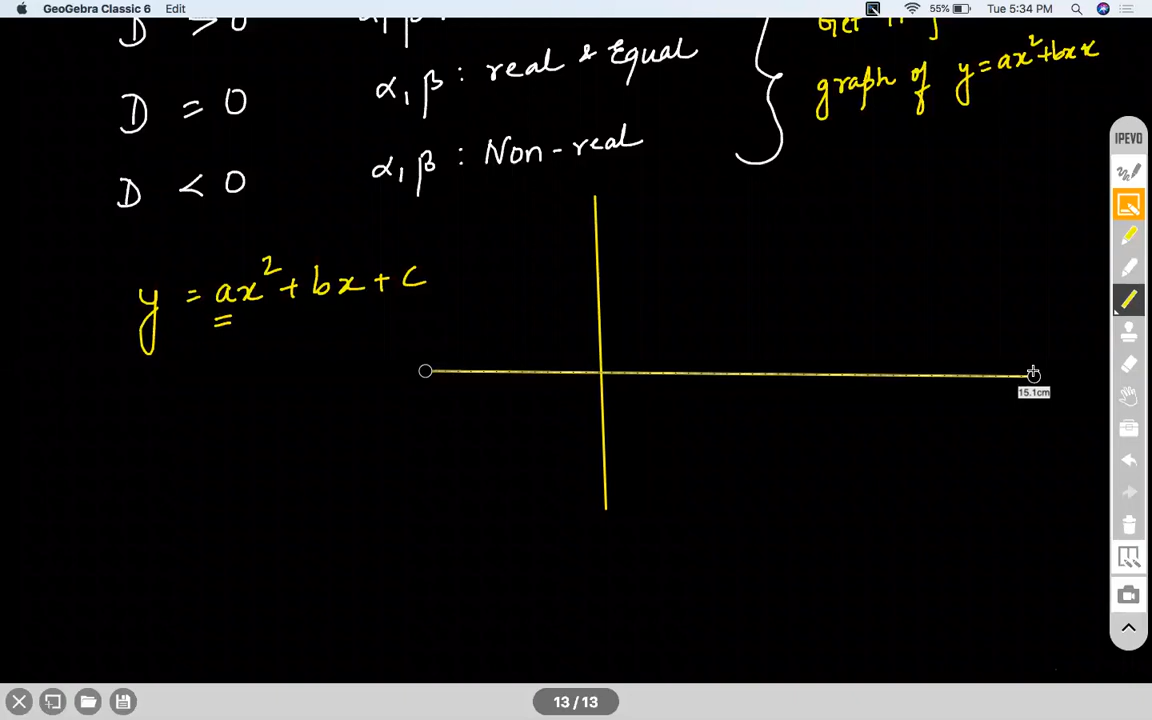 GeoGebra Classic 6 Edit 55% Tue 5:34 PM
D > 0
D = 0 α, β : real & Equal
D < 0 α, β : Non-real
graph of y = ax²+bx x
y = ax² + bx + c
IPEVO
15.1cm
13 / 13